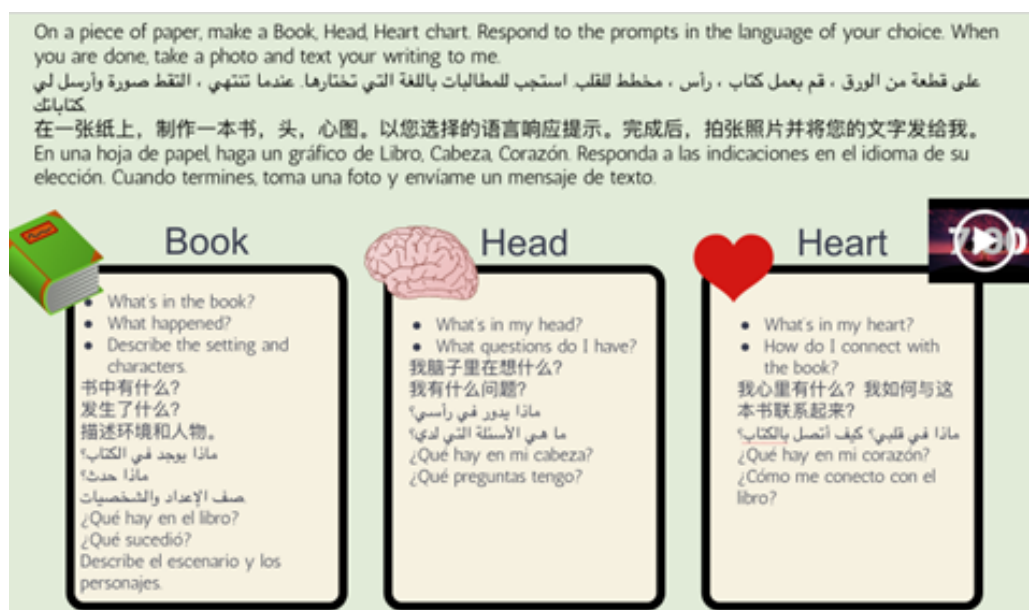 On a piece of paper, make a Book, Head, Heart chart. Respond to the prompts in the language of your choice. When
you are done, take a photo and text your writing to me.
على قطعة من الورق ، قم بعمل كتاب ، رأس ، مخطط للقلب. استجب للمطالبات باللغة التي تختارها. عندما تنتهي ، التقط صورة وأرسل لي
كتاباتك.
在一张纸上，制作一本书，头，心图。以您选择的语言响应提示。完成后，拍张照片并将您的文字发给我。
En una hoja de papel, haga un gráfico de Libro, Cabeza, Corazón. Responda a las indicaciones en el idioma de su
elección. Cuando termines, toma una foto y envíame un mensaje de texto.
Book
• What's in the book?
• What happened?
• Describe the setting and
characters.
书中有什么？
发生了什么？
描述环境和人物。
ماذا يوجد في الكتاب؟
ماذا حدث؟
صف الإعداد والشخصيات.
¿Qué hay en el libro?
¿Qué sucedió?
Describe el escenario y los
personajes.
Head
• What's in my head?
• What questions do I have?
我脑子里在想什么？
我有什么问题？
ماذا يدور في رأسي؟
ما هي الأسئلة التي لدي؟
¿Qué hay en mi cabeza?
¿Qué preguntas tengo?
Heart
• What's in my heart?
• How do I connect with
the book?
我心里有什么？我如何与这
本书联系起来？
ماذا في قلبي؟ كيف أتصل بالكتاب؟
¿Qué hay en mi corazón?
¿Cómo me conecto con el
libro?